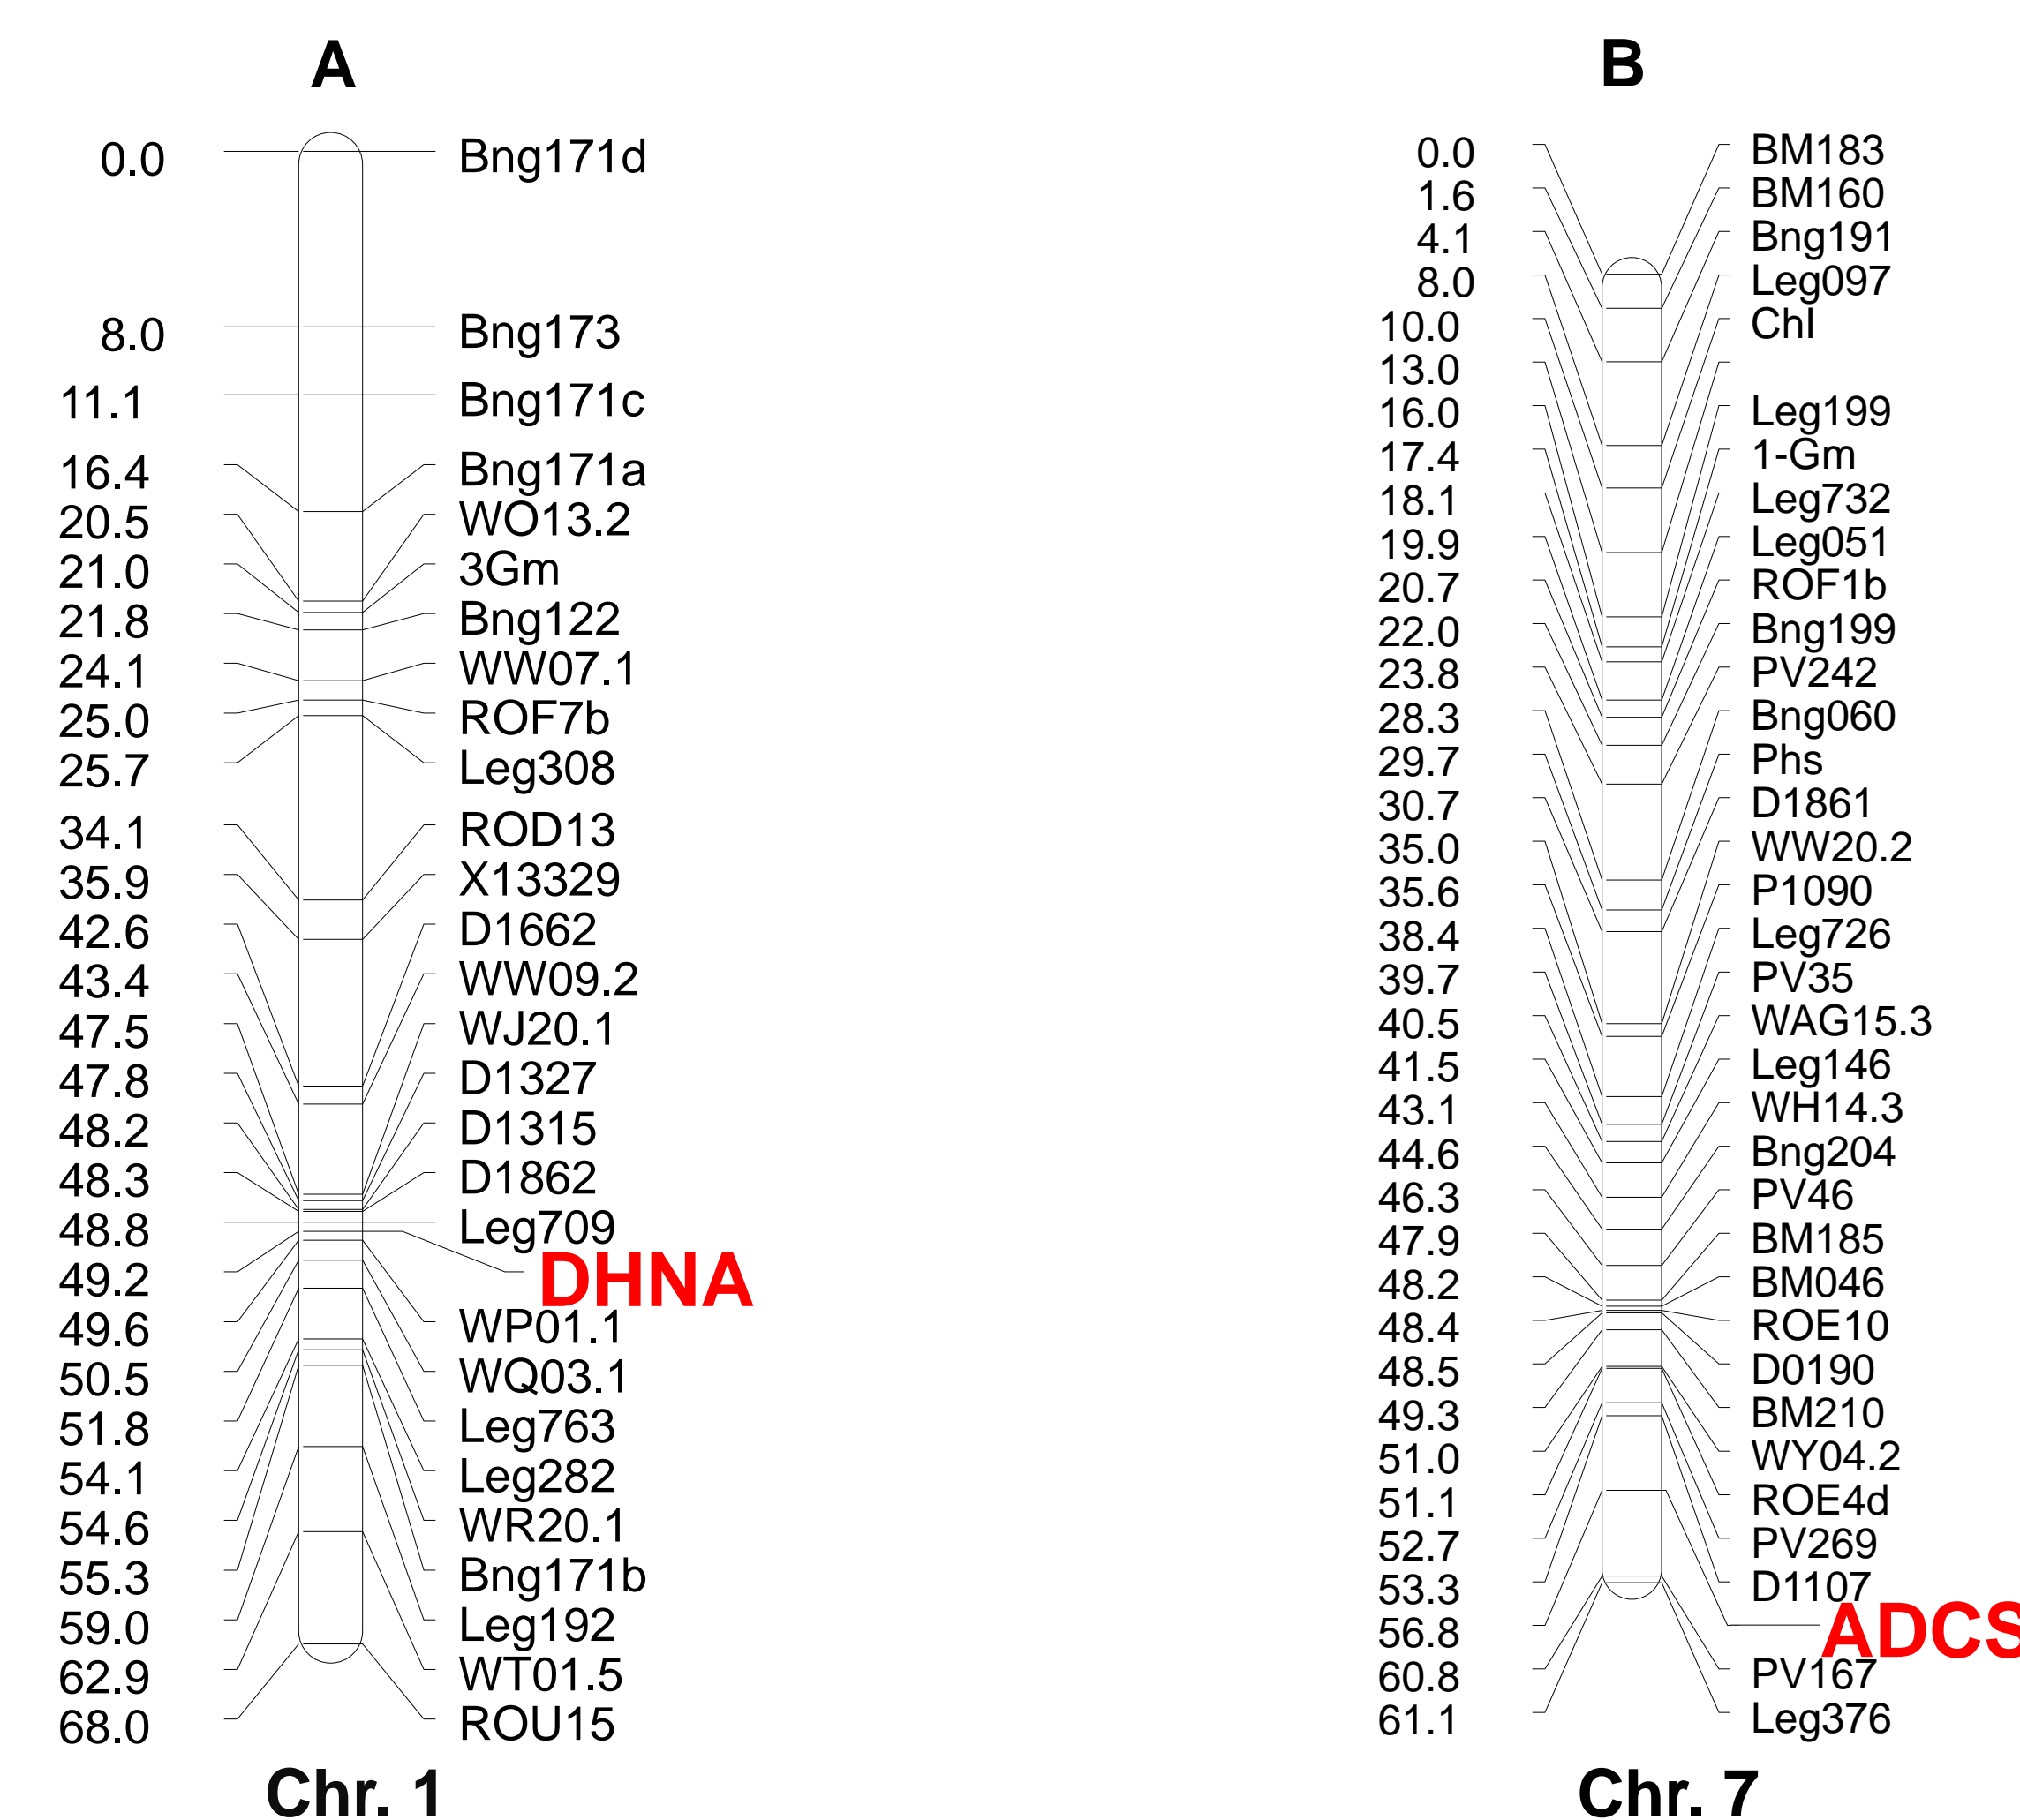 A
0.0 Bng171d
8.0 Bng173
11.1 Bng171c
16.4 Bng171a
20.5 WO13.2
21.0 3Gm
21.8 Bng122
24.1 WW07.1
25.0 ROF7b
25.7 Leg308
34.1 ROD13
35.9 X13329
42.6 D1662
43.4 WW09.2
47.5 WJ20.1
47.8 D1327
48.2 D1315
48.3 D1862
48.8 Leg709
49.2 DHNA
49.6 WP01.1
50.5 WQ03.1
51.8 Leg763
54.1 Leg282
54.6 WR20.1
55.3 Bng171b
59.0 Leg192
62.9 WT01.5
68.0 ROU15
Chr. 1
B
0.0 BM183
1.6 BM160
4.1 Bng191
8.0 Leg097
10.0 ChI
13.0
16.0 Leg199
17.4 1-Gm
18.1 Leg732
19.9 Leg051
20.7 ROF1b
22.0 Bng199
23.8 PV242
28.3 Bng060
29.7 Phs
30.7 D1861
35.0 WW20.2
35.6 P1090
38.4 Leg726
39.7 PV35
40.5 WAG15.3
41.5 Leg146
43.1 WH14.3
44.6 Bng204
46.3 PV46
47.9 BM185
48.2 BM046
48.4 ROE10
48.5 D0190
49.3 BM210
51.0 WY04.2
51.1 ROE4d
52.7 PV269
53.3 D1107
56.8 ADCS
60.8 PV167
61.1 Leg376
Chr. 7